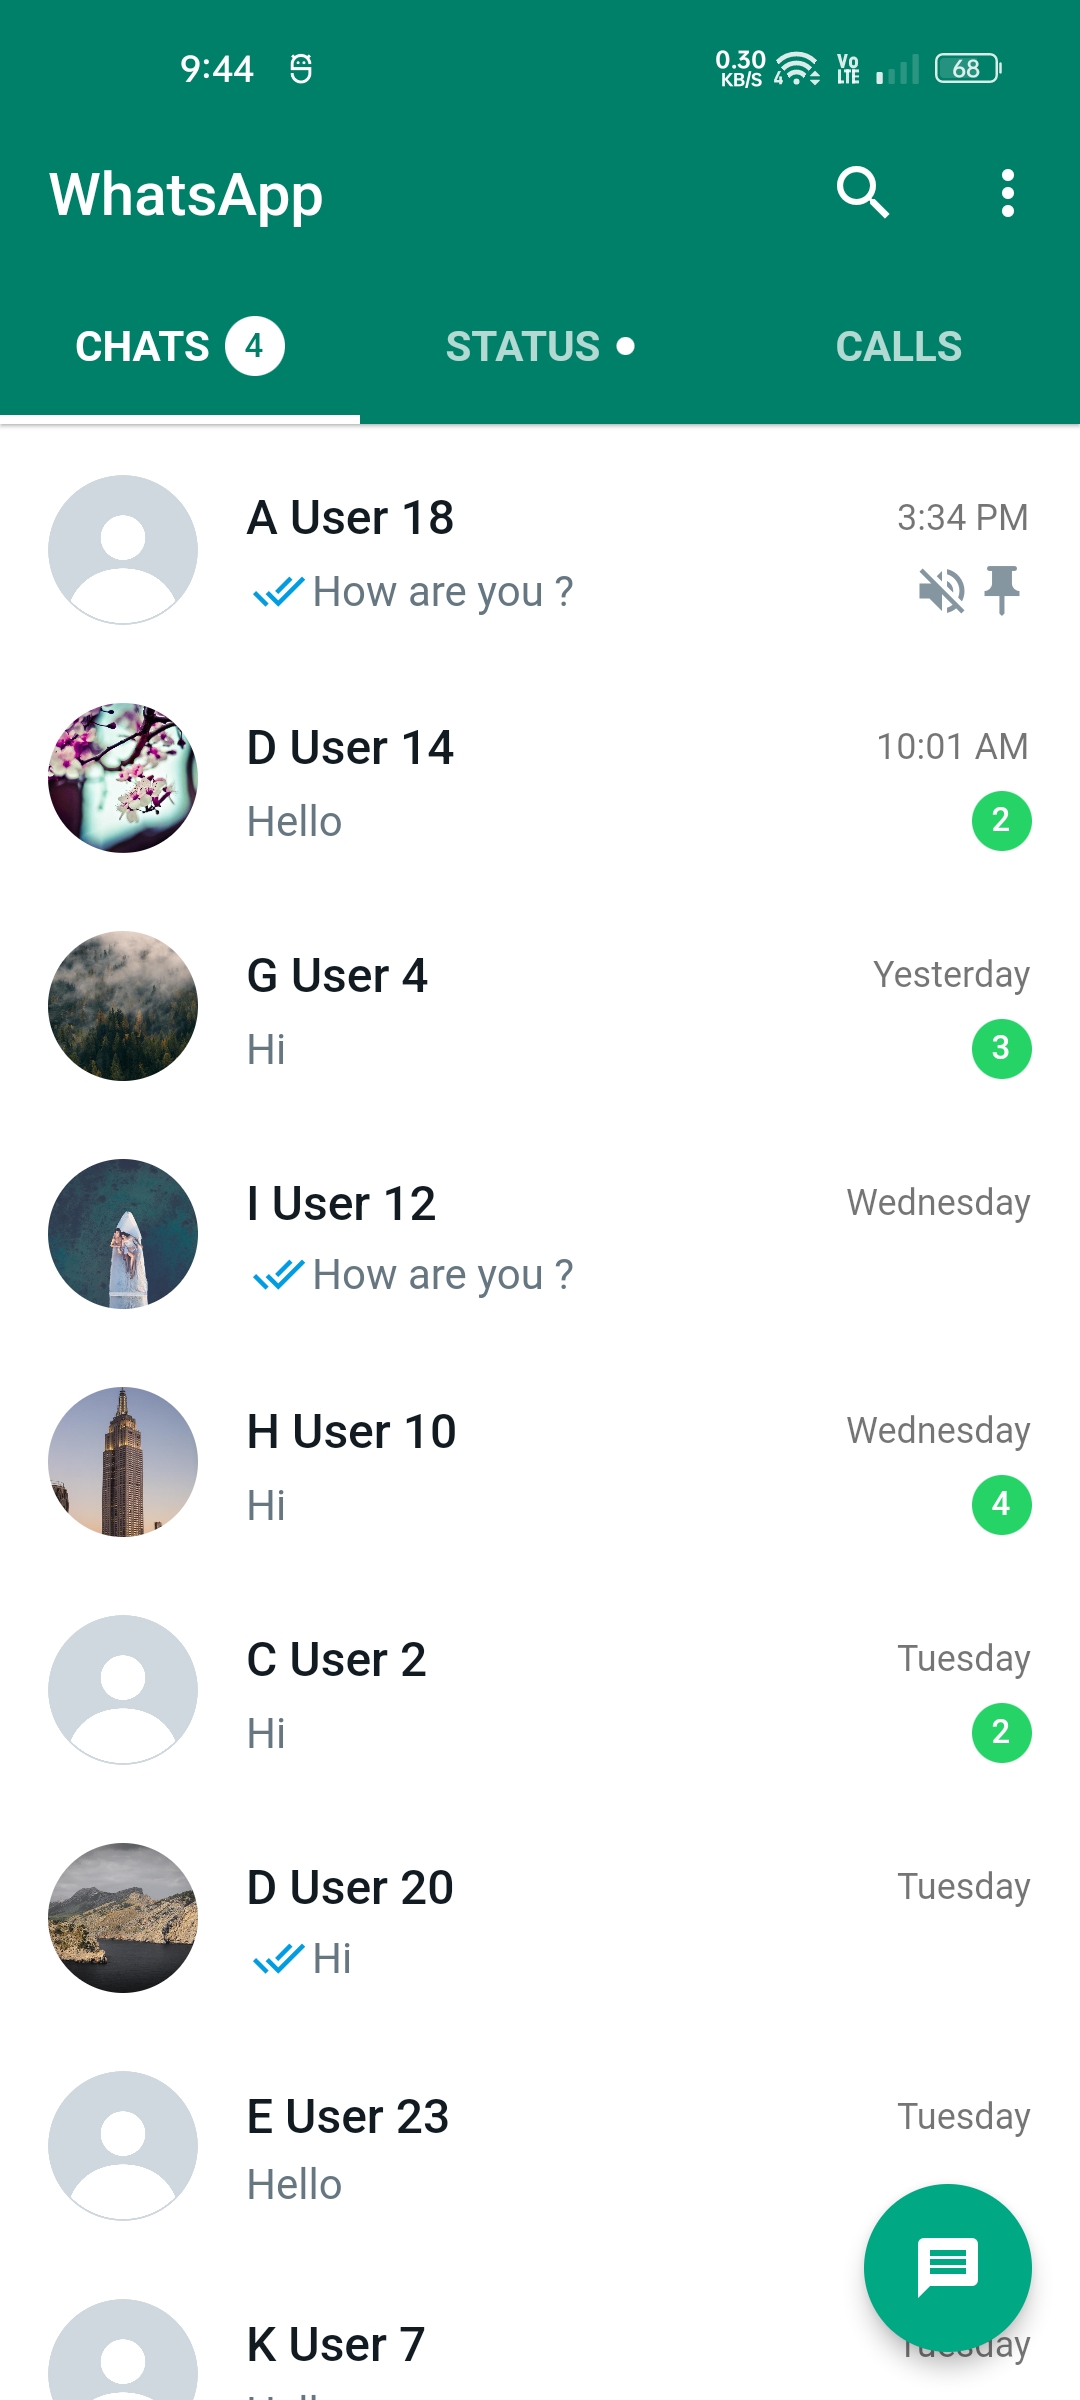 9:44 0.30 KB/S 4 Vo LTE 68
WhatsApp
CHATS 4 STATUS CALLS
A User 18 3:34 PM
How are you ?
D User 14 10:01 AM
Hello 2
G User 4 Yesterday
Hi 3
I User 12 Wednesday
How are you ?
H User 10 Wednesday
Hi 4
C User 2 Tuesday
Hi 2
D User 20 Tuesday
Hi
E User 23 Tuesday
Hello
K User 7 Tuesday